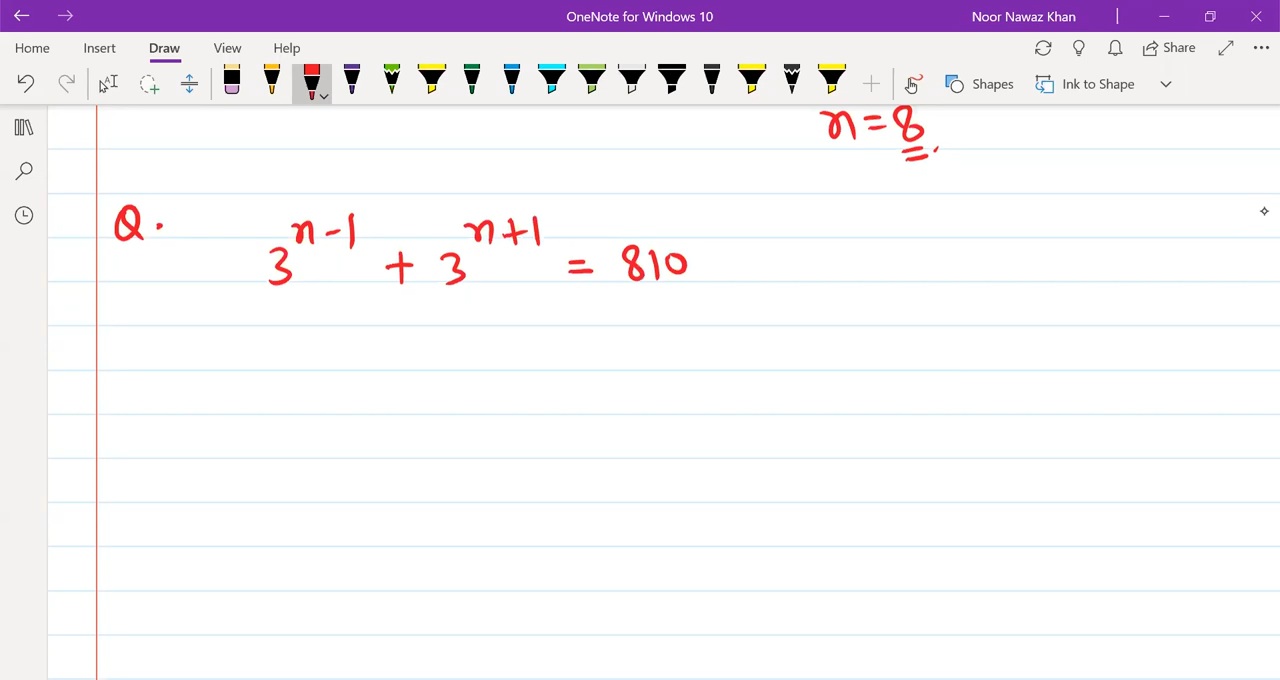 OneNote for Windows 10
Noor Nawaz Khan
Home Insert Draw View Help
Share
Shapes
Ink to Shape
n = 8.
Q. 3^{n-1} + 3^{n+1} = 810